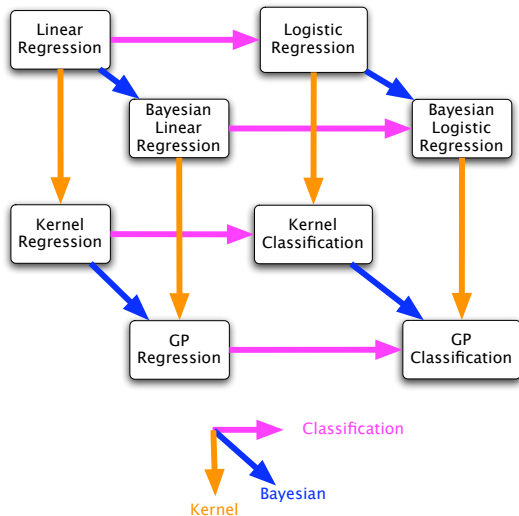 Linear
Regression
Logistic
Regression
Bayesian
Linear
Regression
Bayesian
Logistic
Regression
Kernel
Regression
Kernel
Classification
GP
Regression
GP
Classification
Classification
Bayesian
Kernel